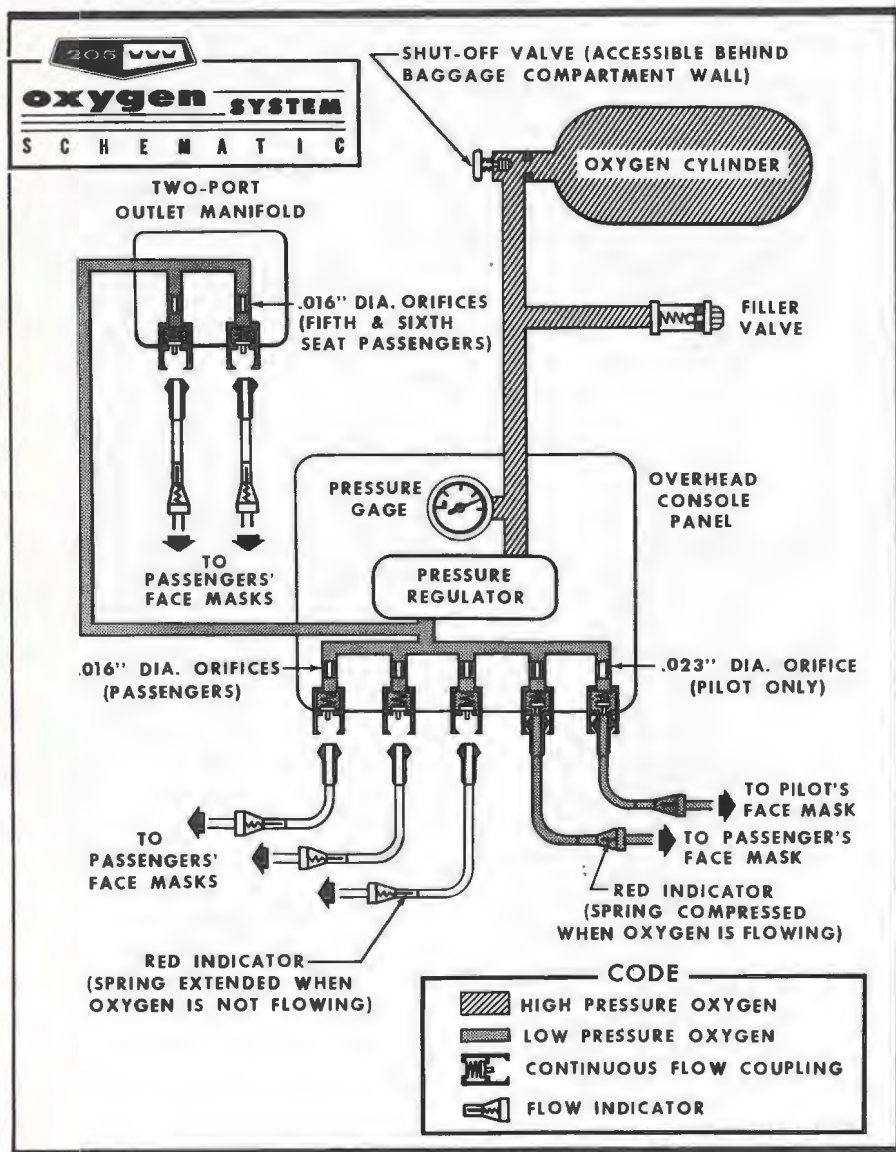 205
oxygen SYSTEM
SCHEMATIC
SHUT-OFF VALVE (ACCESSIBLE BEHIND
BAGGAGE COMPARTMENT WALL)
OXYGEN CYLINDER
TWO-PORT
OUTLET MANIFOLD
.016" DIA. ORIFICES
(FIFTH & SIXTH
SEAT PASSENGERS)
FILLER
VALVE
PRESSURE
GAGE
OVERHEAD
CONSOLE
PANEL
TO
PASSENGERS'
FACE MASKS
PRESSURE
REGULATOR
.016" DIA. ORIFICES
(PASSENGERS)
.023" DIA. ORIFICE
(PILOT ONLY)
TO PILOT'S
FACE MASK
TO
PASSENGERS'
FACE MASKS
TO PASSENGER'S
FACE MASK
RED INDICATOR
(SPRING COMPRESSED
WHEN OXYGEN IS FLOWING)
RED INDICATOR
(SPRING EXTENDED WHEN
OXYGEN IS NOT FLOWING)
CODE
HIGH PRESSURE OXYGEN
LOW PRESSURE OXYGEN
CONTINUOUS FLOW COUPLING
FLOW INDICATOR